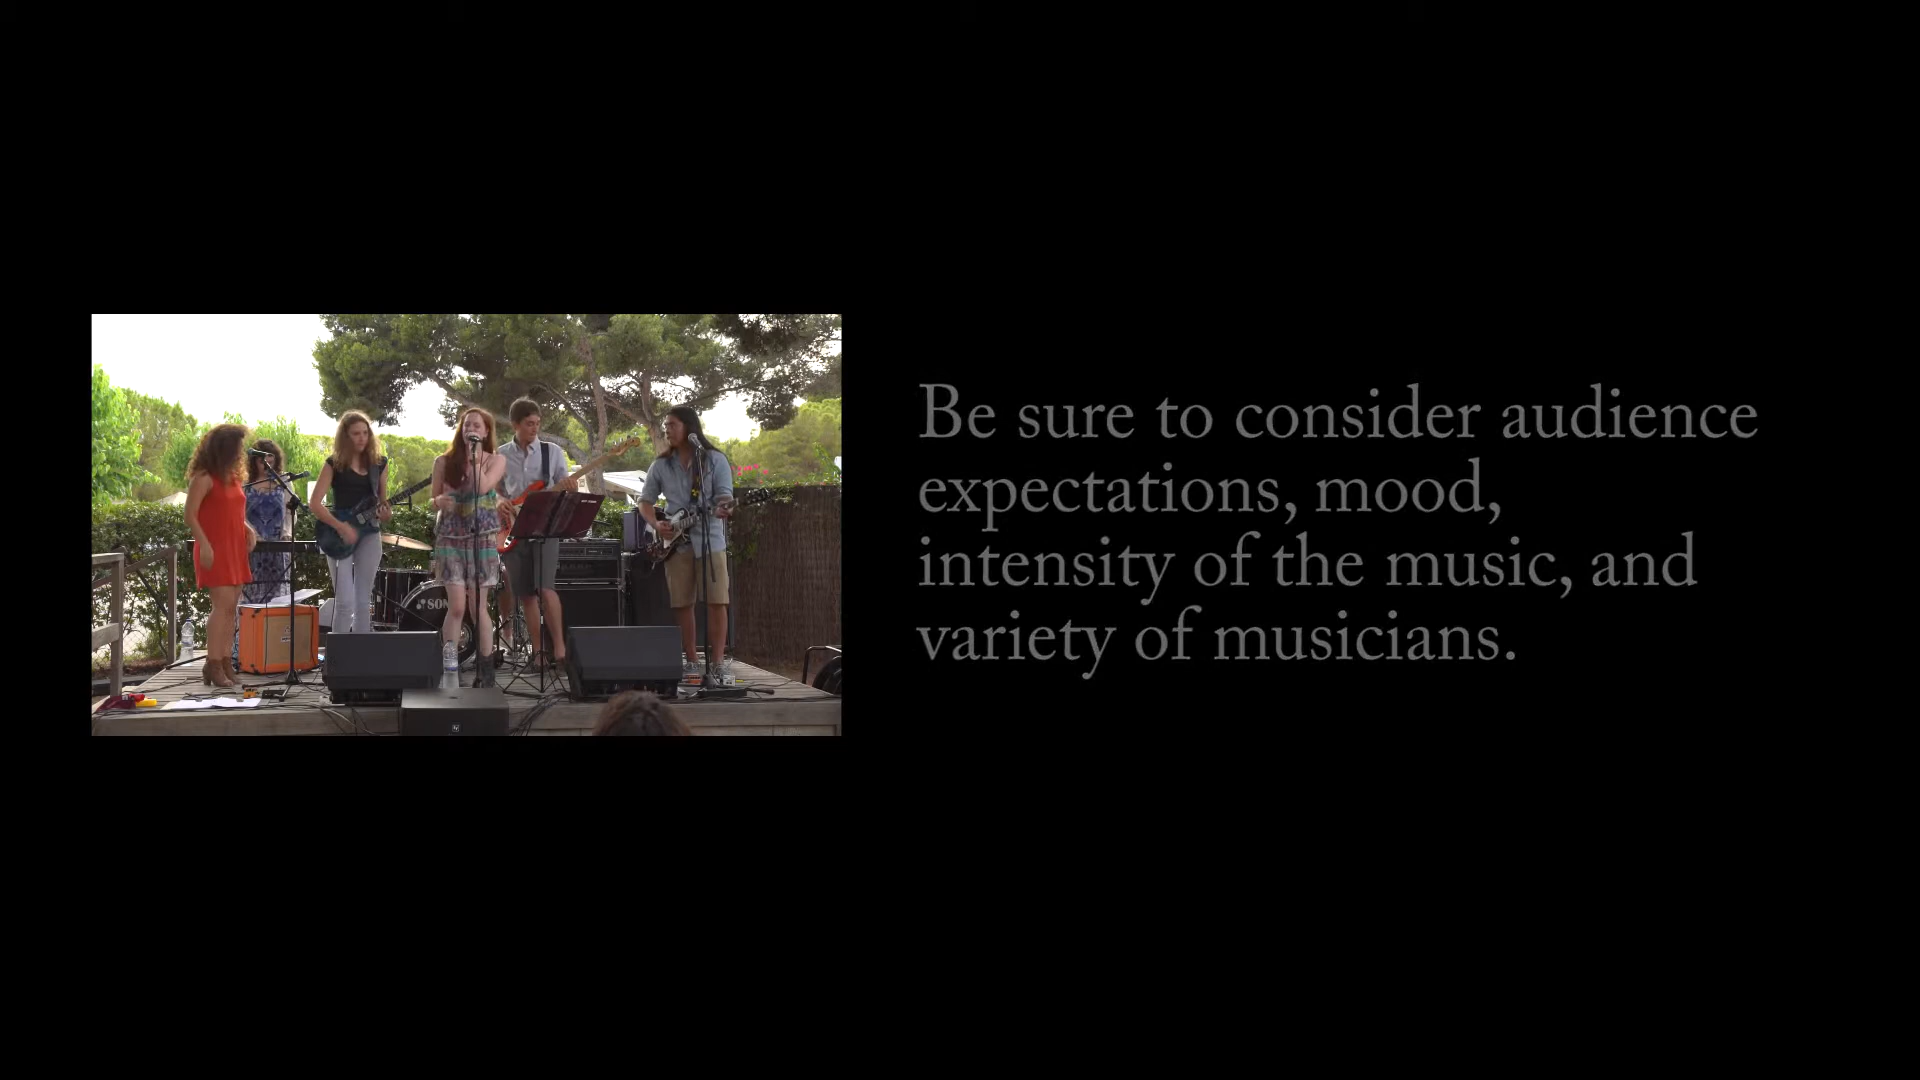 Be sure to consider audience
expectations, mood,
intensity of the music, and
variety of musicians.